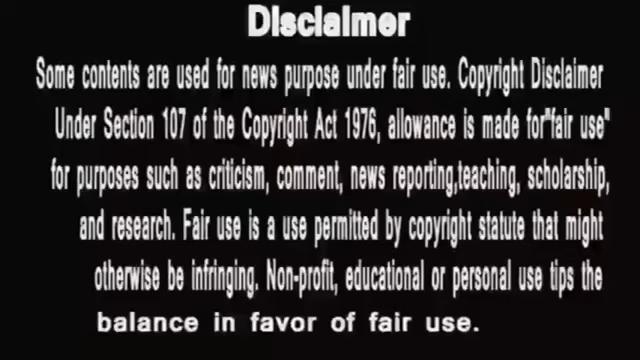 Disclaimer
Some contents are used for news purpose under fair use. Copyright Disclaimer
Under Section 107 of the Copyright Act 1976, allowance is made for"fair use"
for purposes such as criticism, comment, news reporting,teaching, scholarship,
and research. Fair use is a use permitted by copyright statute that might
otherwise be infringing. Non-profit, educational or personal use tips the
balance in favor of fair use.